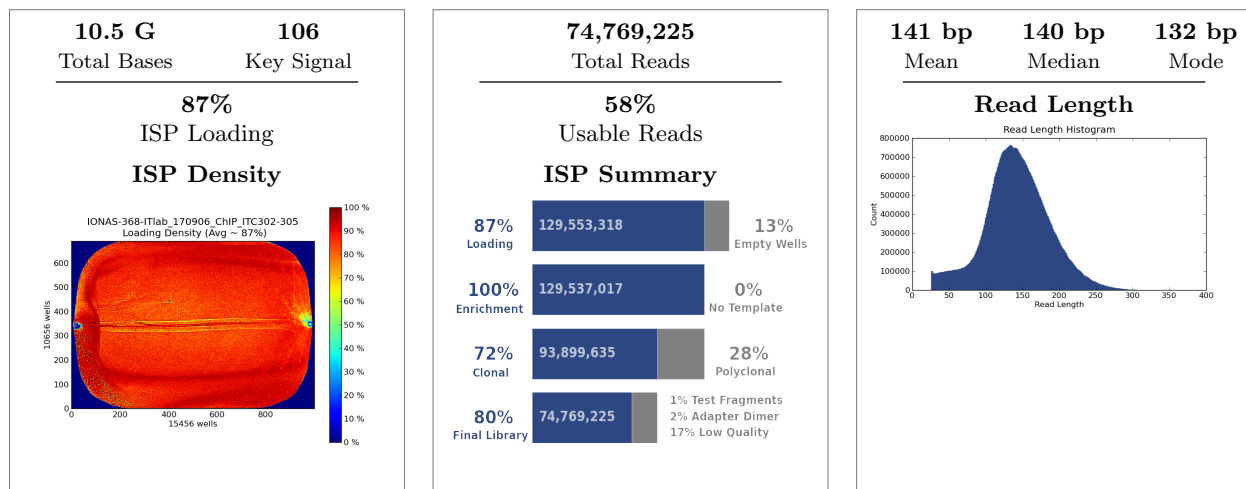 10.5 G 106
Total Bases Key Signal
87%
ISP Loading
ISP Density
IONAS-368-ITlab_170906_ChIP_ITC302-305
Loading Density (Avg ~ 87%)
10656 wells
600
500
400
300
200
100
0
0 200 400 600 800
15456 wells
100 %
90 %
80 %
70 %
60 %
50 %
40 %
30 %
20 %
10 %
0 %
74,769,225
Total Reads
58%
Usable Reads
ISP Summary
87% 129,553,318 13%
Loading Empty Wells
100% 129,537,017 0%
Enrichment No Template
72% 93,899,635 28%
Clonal Polyclonal
80% 74,769,225
Final Library
1% Test Fragments
2% Adapter Dimer
17% Low Quality
141 bp 140 bp 132 bp
Mean Median Mode
Read Length
Read Length Histogram
Count
800000
700000
600000
500000
400000
300000
200000
100000
0
0 50 100 150 200 250 300 350 400
Read Length